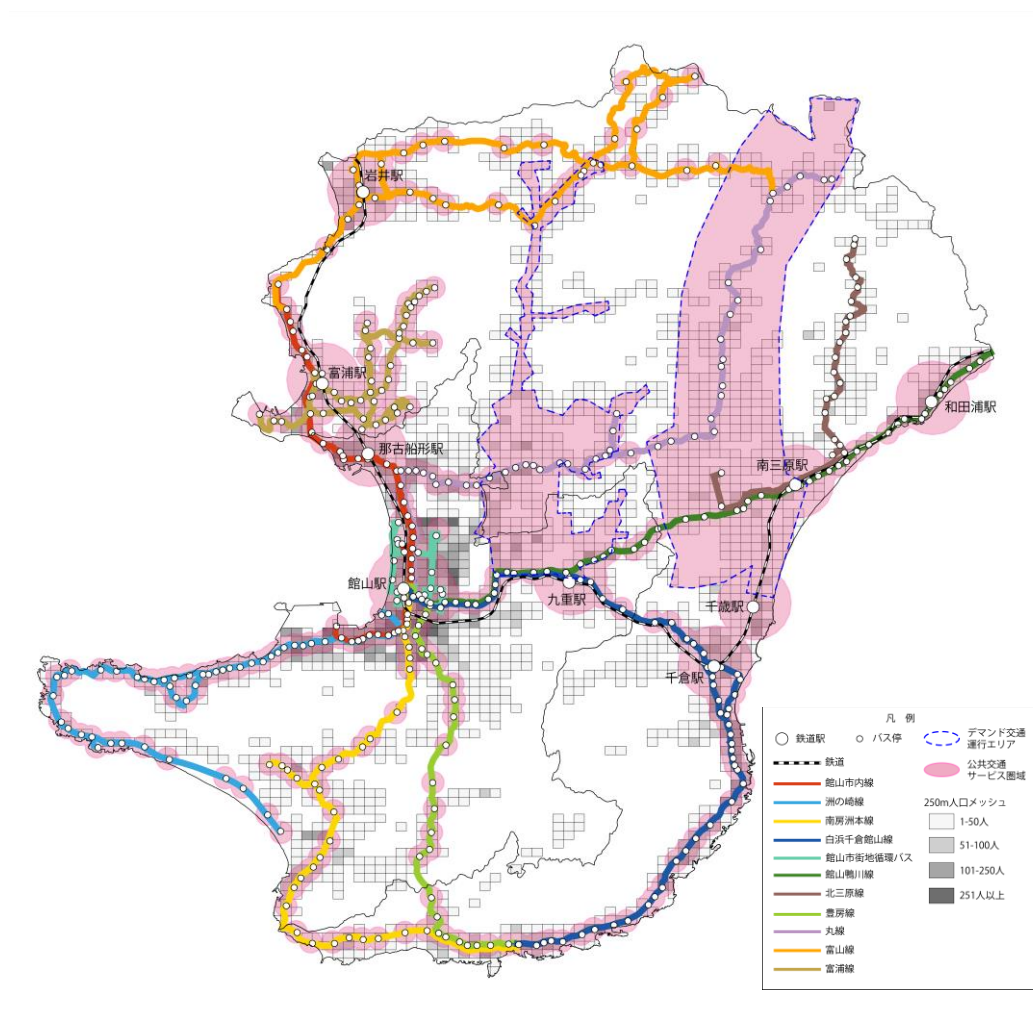 岩井駅
富浦駅
和田浦駅
那古船形駅
南三原駅
館山駅
九重駅
千歳駅
千倉駅
凡 例
鉄道駅
バス停
デマンド交通
運行エリア
鉄道
公共交通
サービス圏域
館山市内線
洲の崎線
南房洲本線
白浜千倉館山線
館山市街地循環バス
館山鴨川線
北三原線
豊房線
丸線
富山線
富浦線
250m人口メッシュ
1-50人
51-100人
101-250人
251人以上